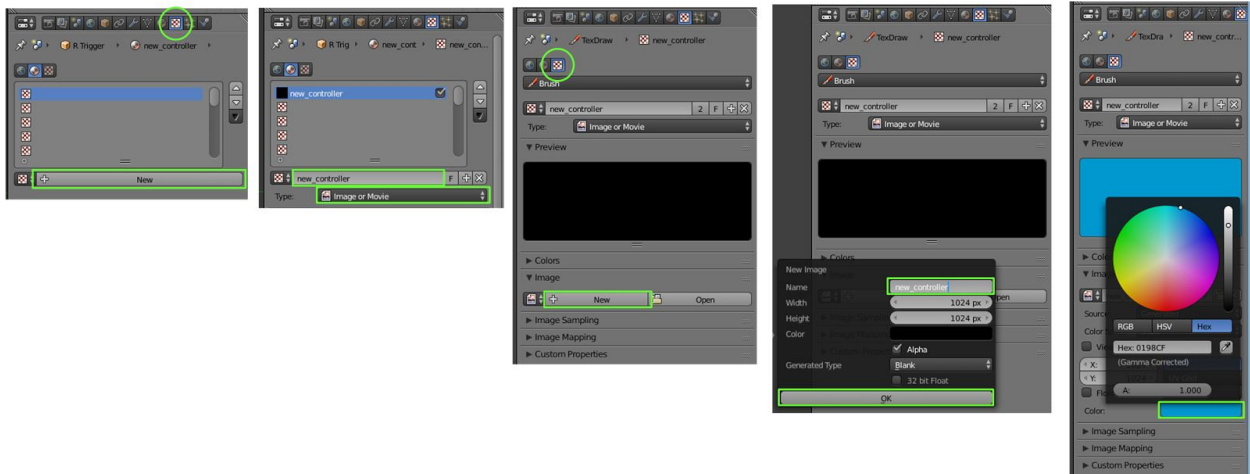 R Trigger
new_controller
New
R Trig
new_cont
new_con...
new_controller
new_controller
F
Type:
Image or Movie
TexDraw
new_controller
Brush
new_controller
2
F
Type:
Image or Movie
Preview
Colors
Image
New
Open
Image Sampling
Image Mapping
Custom Properties
TexDraw
new_controller
Brush
new_controller
2
F
Type:
Image or Movie
Preview
Colors
New Image
Name
new_controller
Width
1024 px
Height
1024 px
Color
Alpha
Generated Type
Blank
32 bit Float
OK
TexDra
new_contr...
Brush
new_controller
2
F
Type:
Image or Movie
Preview
RGB
HSV
Hex
Hex: 0198CF
(Gamma Corrected)
X:
Y:
A:
1.000
Color:
Image Sampling
Image Mapping
Custom Properties